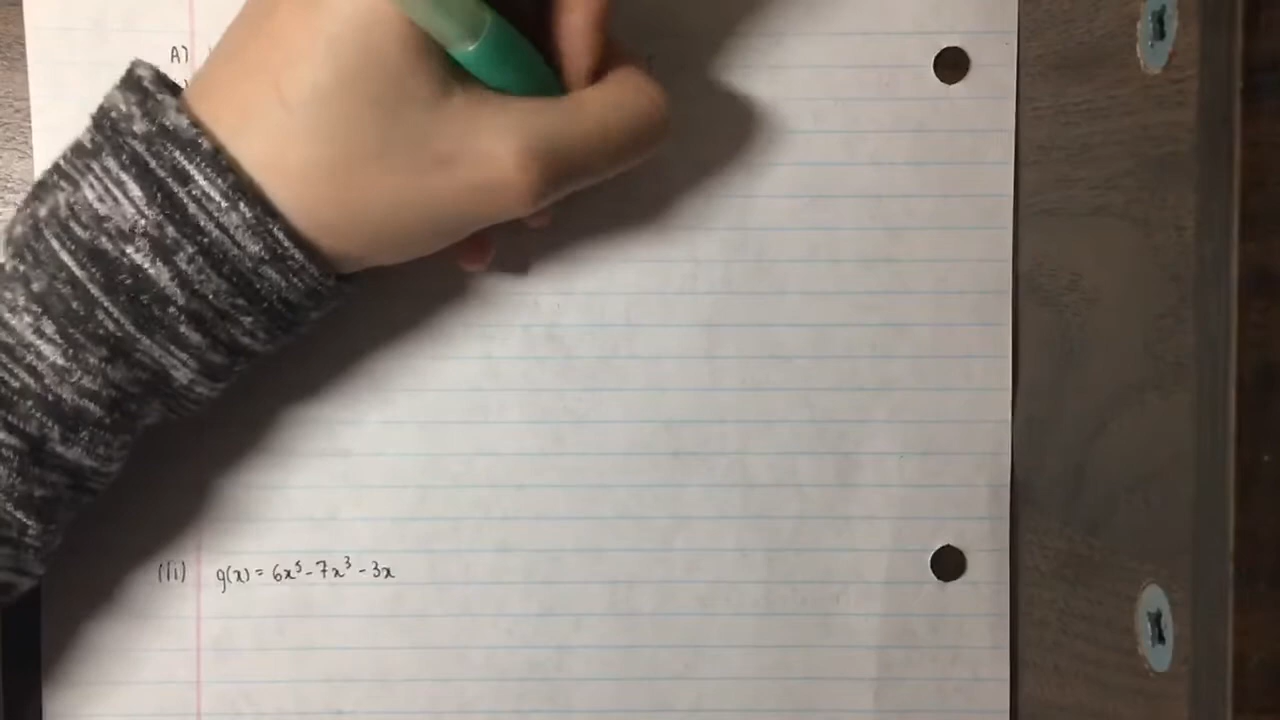 A)
(ii) g(x) = 6x⁵ - 7x³ - 3x